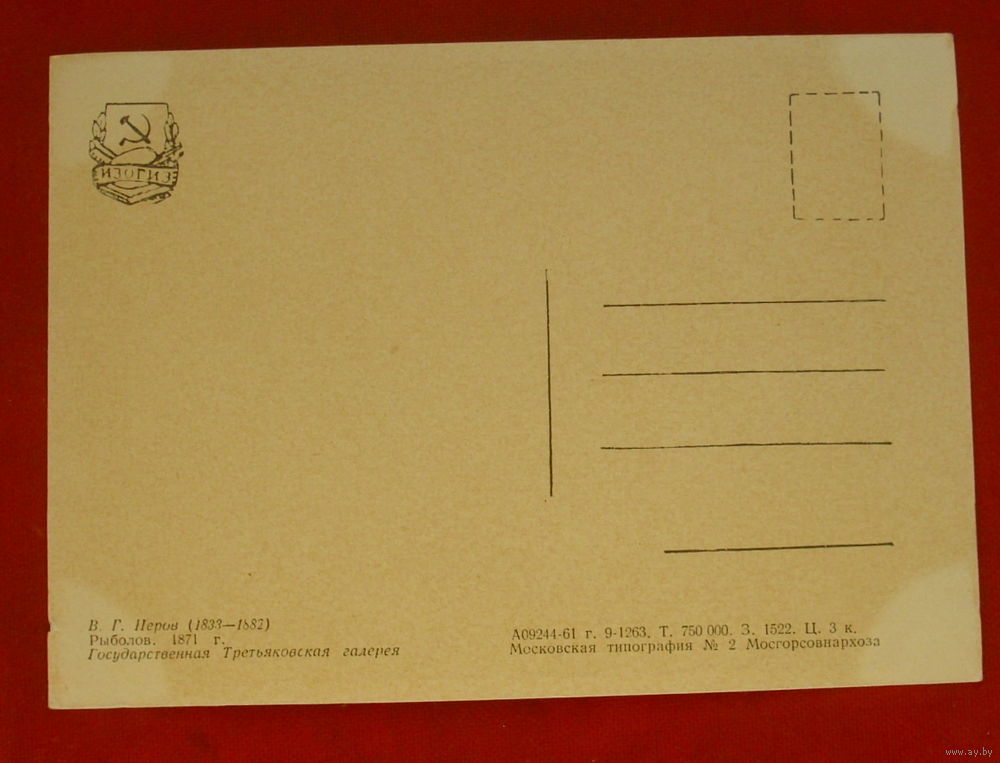 ИЗОГИЗ
В. Г. Перов (1833—1882)
Рыболов. 1871 г.
Государственная Третьяковская галерея
А09244-61 г. 9-1263. Т. 750 000. З. 1522. Ц. 3 к.
Московская типография № 2 Мосгорсовнархоза
www.ay.by